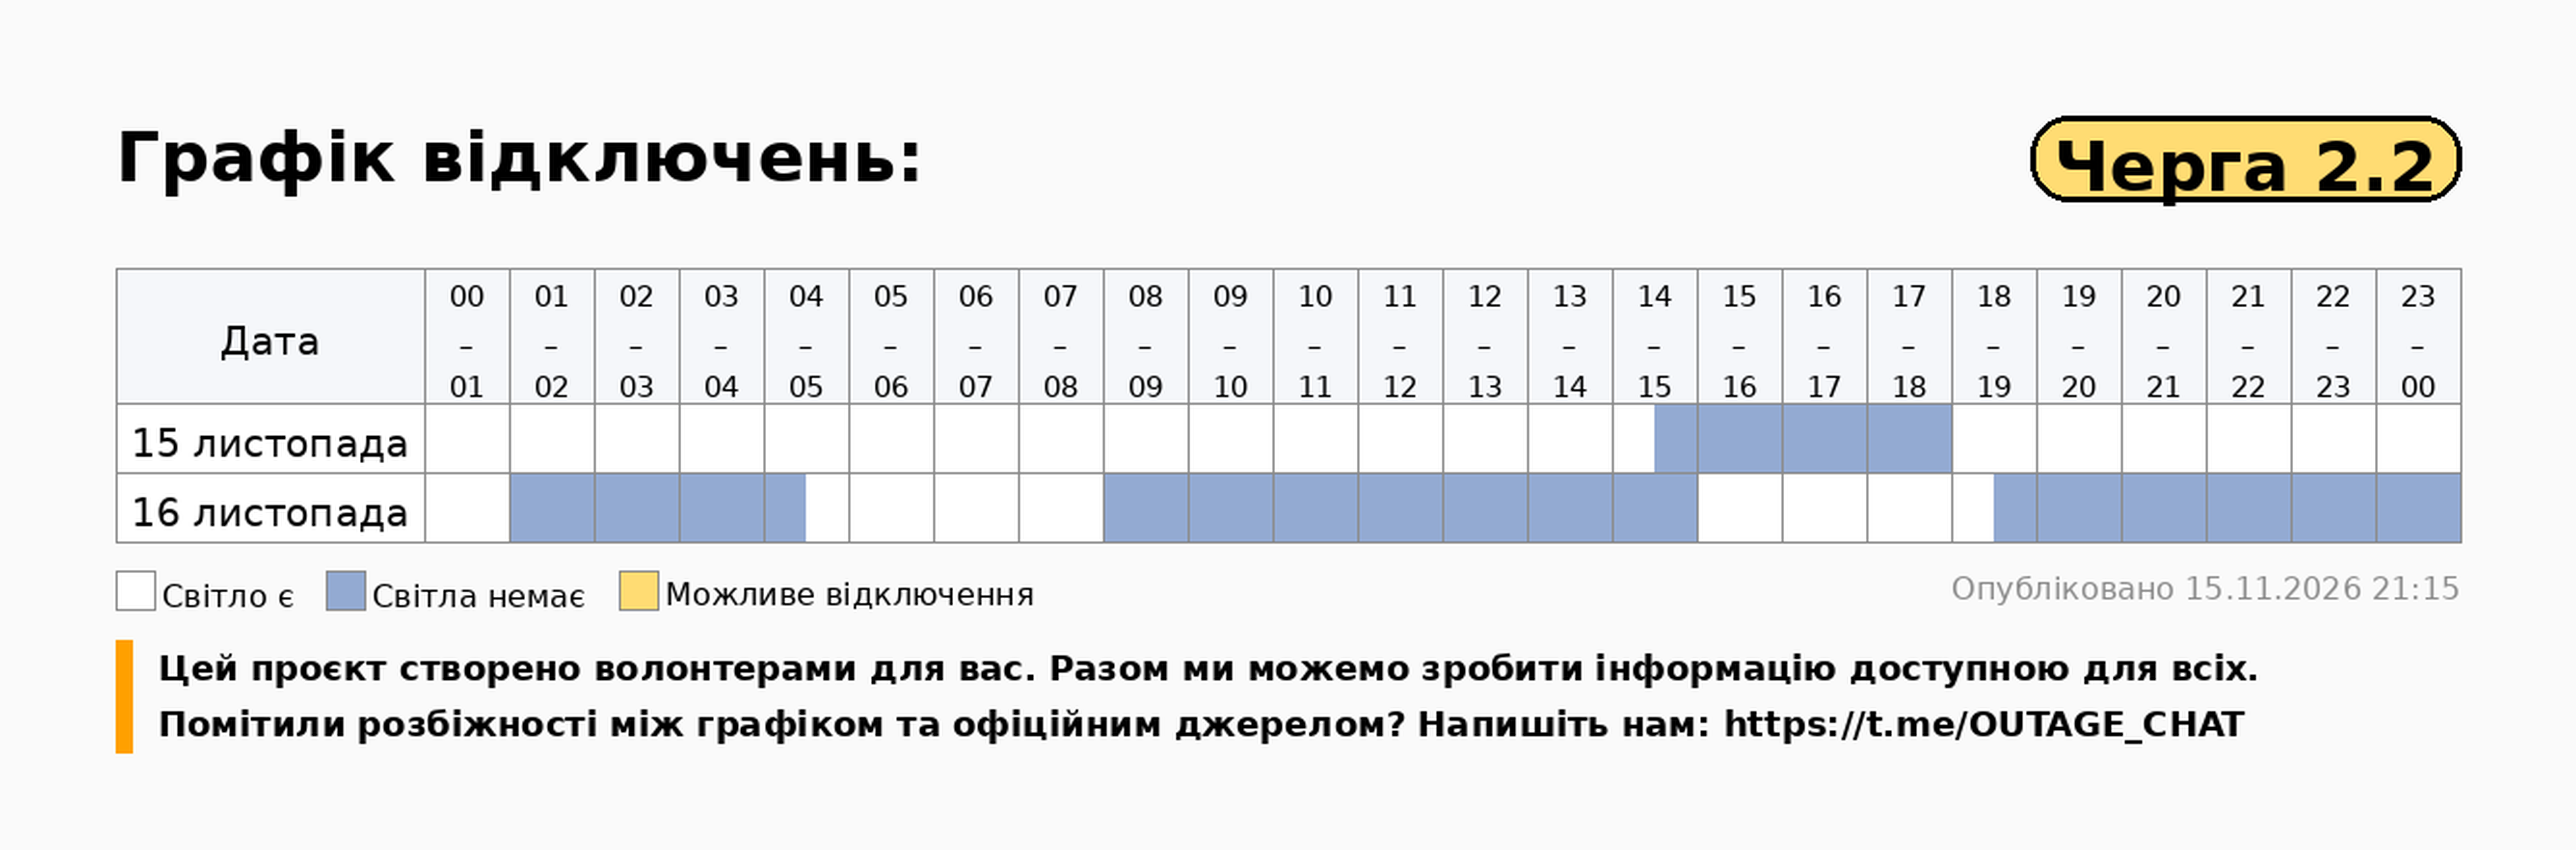 Графік відключень:
Черга 2.2
Дата 00 – 01 01 – 02 02 – 03 03 – 04 04 – 05 05 – 06 06 – 07 07 – 08 08 – 09 09 – 10 10 – 11 11 – 12 12 – 13 13 – 14 14 – 15 15 – 16 16 – 17 17 – 18 18 – 19 19 – 20 20 – 21 21 – 22 22 – 23 23 – 00
15 листопада
16 листопада
Світло є Світла немає Можливе відключення
Опубліковано 15.11.2026 21:15
Цей проєкт створено волонтерами для вас. Разом ми можемо зробити інформацію доступною для всіх.
Помітили розбіжності між графіком та офіційним джерелом? Напишіть нам: https://t.me/OUTAGE_CHAT